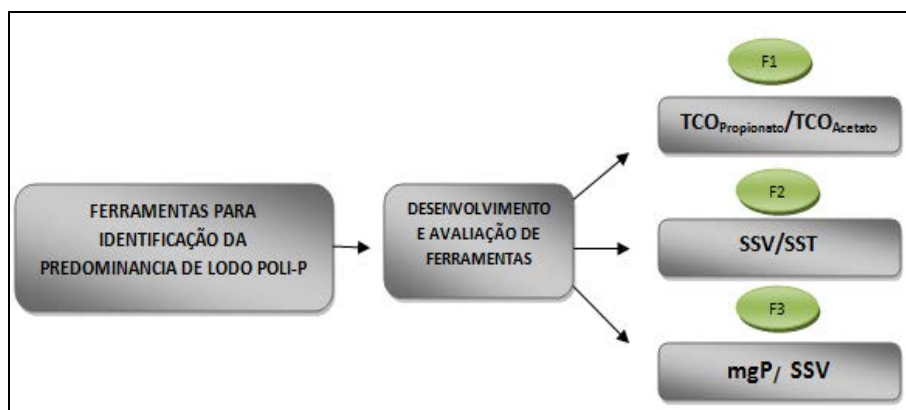 FERRAMENTAS PARA
IDENTIFICAÇÃO DA
PREDOMINANCIA DE LODO POLI-P
DESENVOLVIMENTO
E AVALIAÇÃO DE
FERRAMENTAS
F1
TCOPropionato/TCOAcetato
F2
SSV/SST
F3
mgP/ SSV